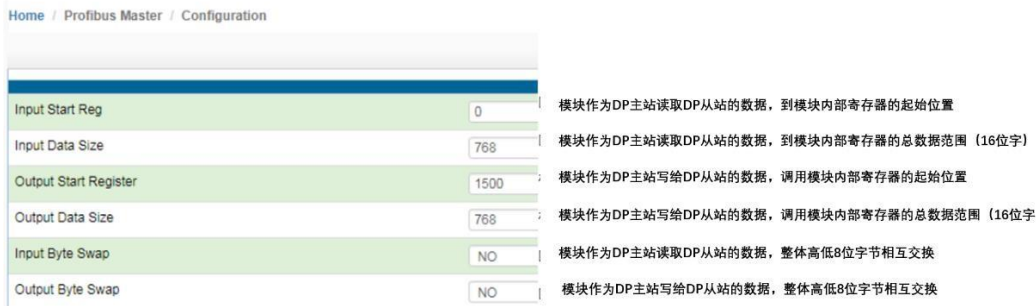 Home / Profibus Master / Configuration
Input Start Reg 0 模块作为DP主站读取DP从站的数据，到模块内部寄存器的起始位置
Input Data Size 768 模块作为DP主站读取DP从站的数据，到模块内部寄存器的总数据范围（16位字）
Output Start Register 1500 模块作为DP主站写给DP从站的数据，调用模块内部寄存器的起始位置
Output Data Size 768 模块作为DP主站写给DP从站的数据，调用模块内部寄存器的总数据范围（16位字
Input Byte Swap NO 模块作为DP主站读取DP从站的数据，整体高低8位字节相互交换
Output Byte Swap NO 模块作为DP主站写给DP从站的数据，整体高低8位字节相互交换